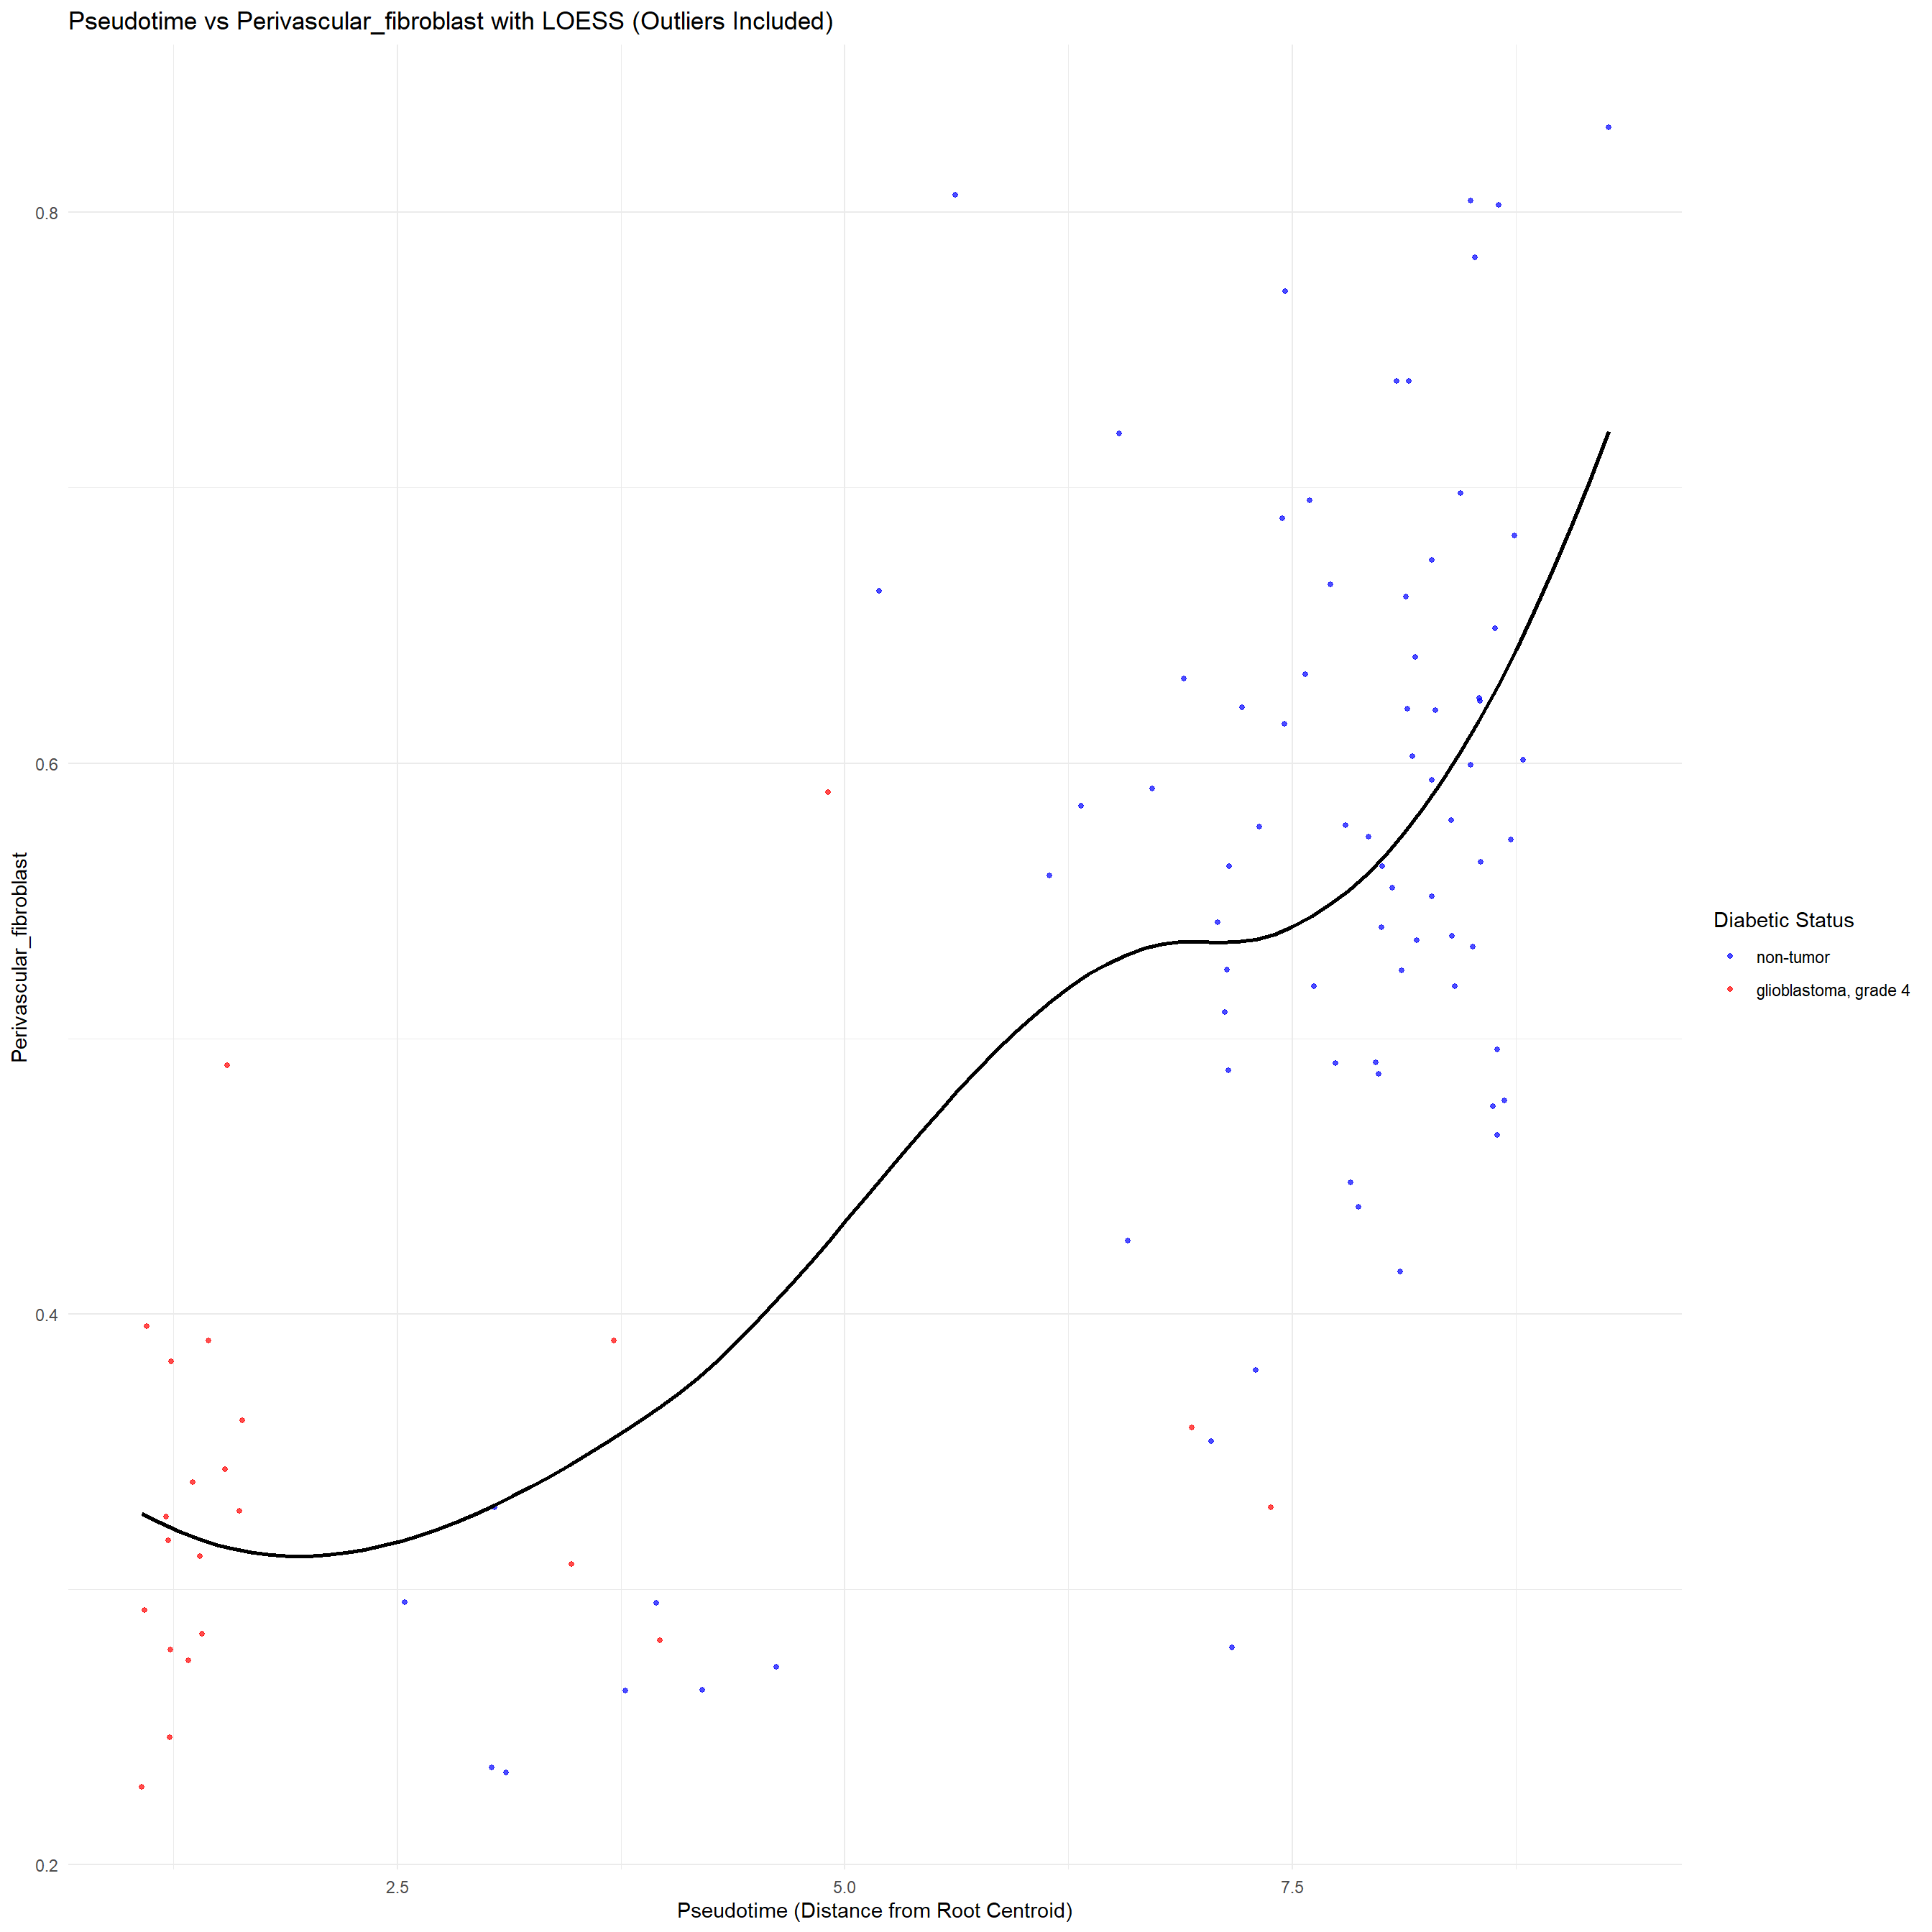 Pseudotime vs Perivascular_fibroblast with LOESS (Outliers Included)
0.8
0.6
0.4
0.2
Perivascular_fibroblast
2.5 5.0 7.5
Pseudotime (Distance from Root Centroid)
Diabetic Status
non-tumor
glioblastoma, grade 4